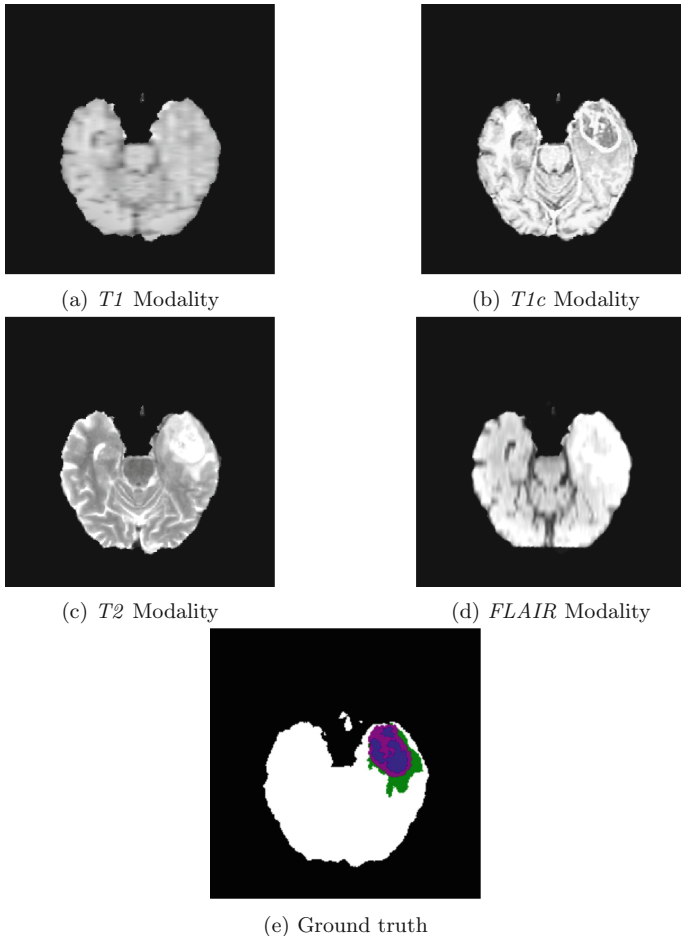 (a) T1 Modality
(b) T1c Modality
(c) T2 Modality
(d) FLAIR Modality
(e) Ground truth